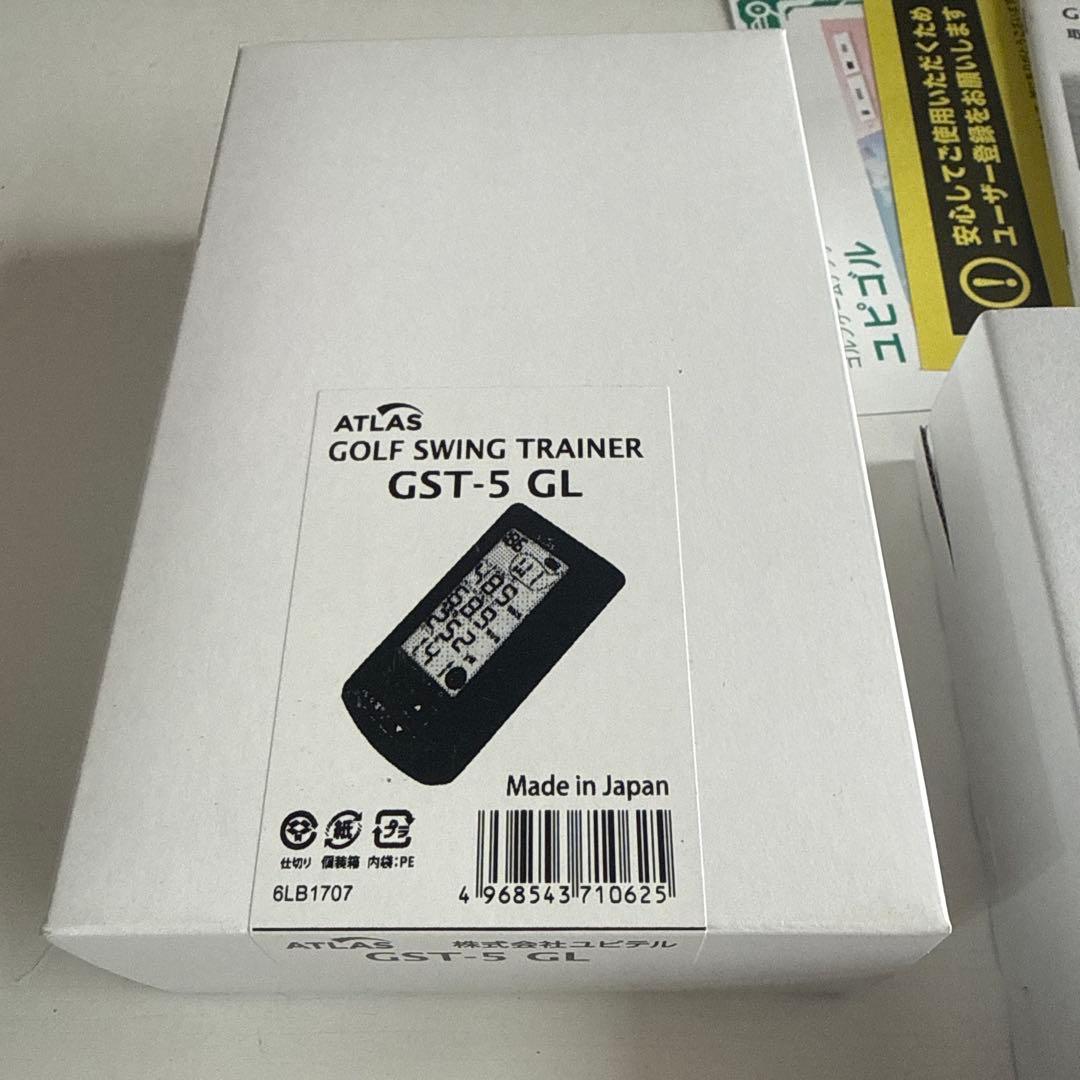 ATLAS
GOLF SWING TRAINER
GST-5 GL
Made in Japan
仕切り
紙
個装箱
プラ
内袋:PE
6LB1707
4 968543 710625
ATLAS 株式会社ユピテル
GST-5 GL
安心してご使用いただくため
ユーザー登録をお願いします
ユピゴル